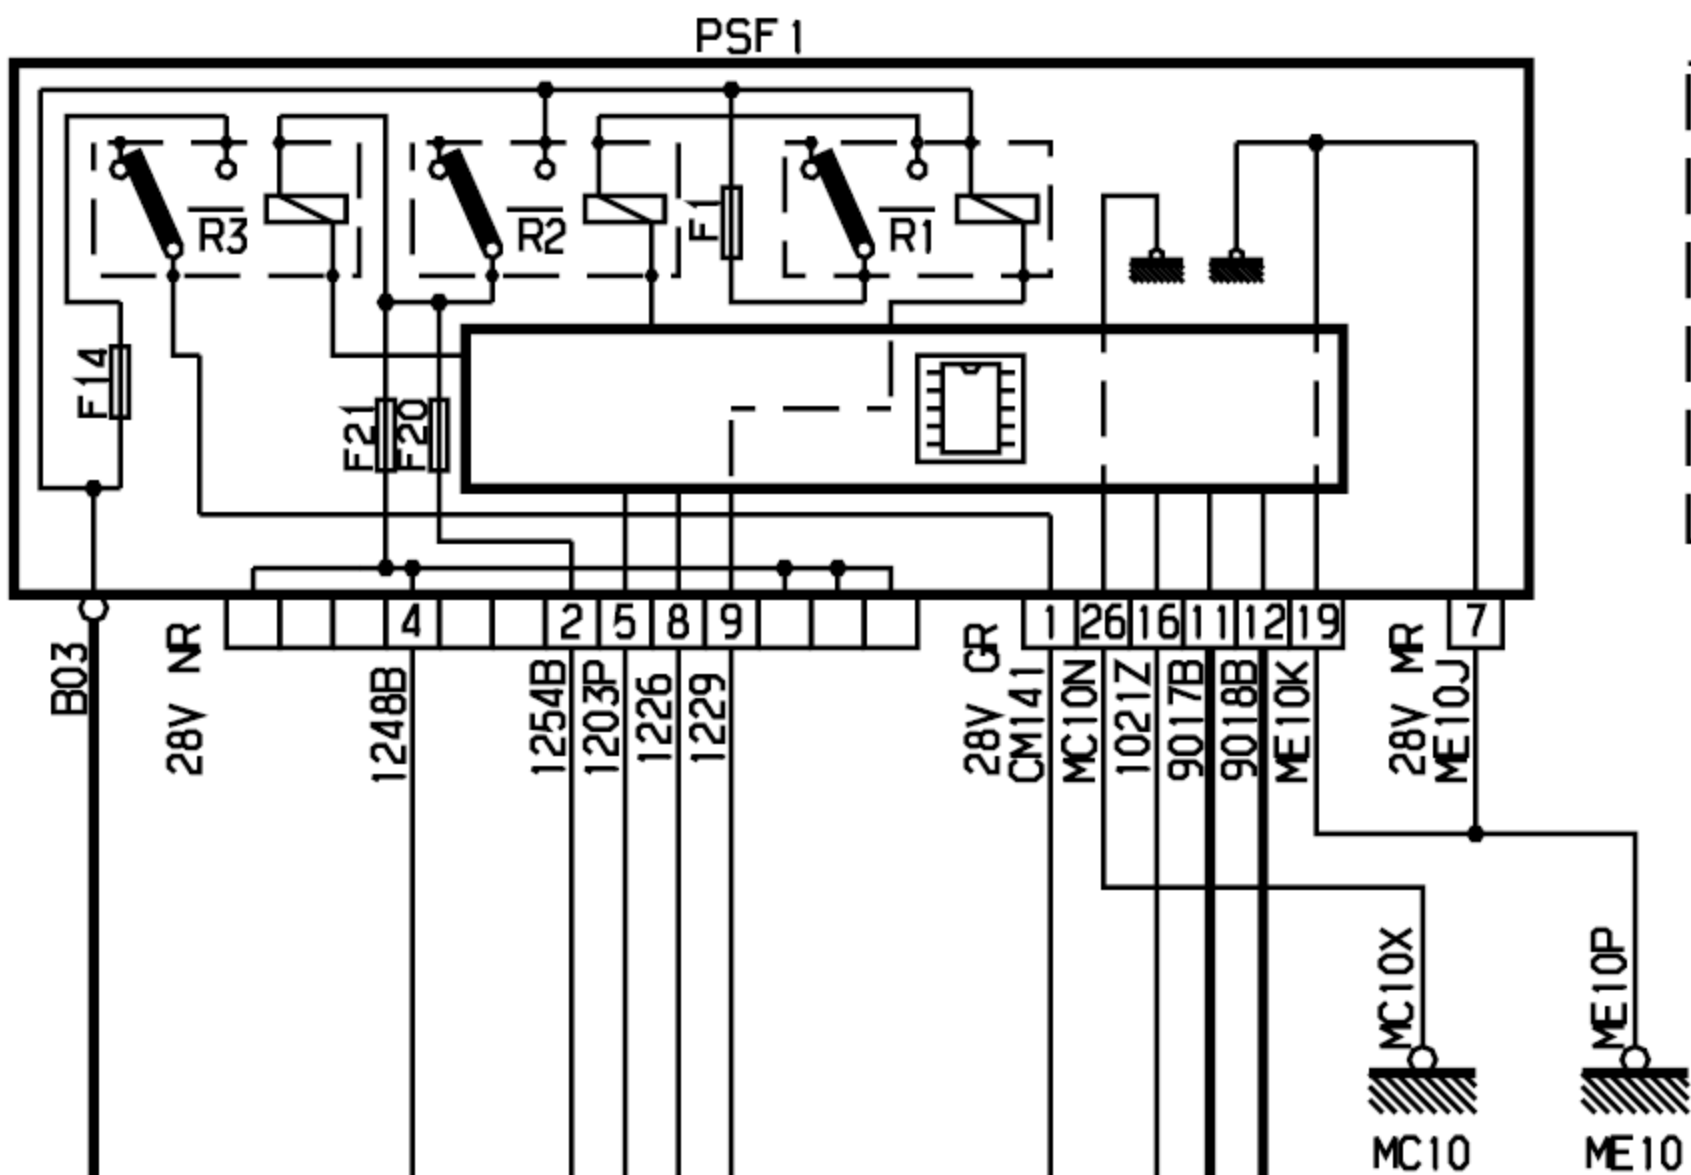 PSF1
R3
R2
F1
R1
F14
F21
F20
4
2
5
8
9
1
26
16
11
12
19
7
B03
28V NR
1248B
1254B
1203P
1226
1229
28V GR
CM141
MC10N
1021Z
9017B
9018B
ME10K
28V MR
ME10J
MC10X
ME10P
MC10
ME10